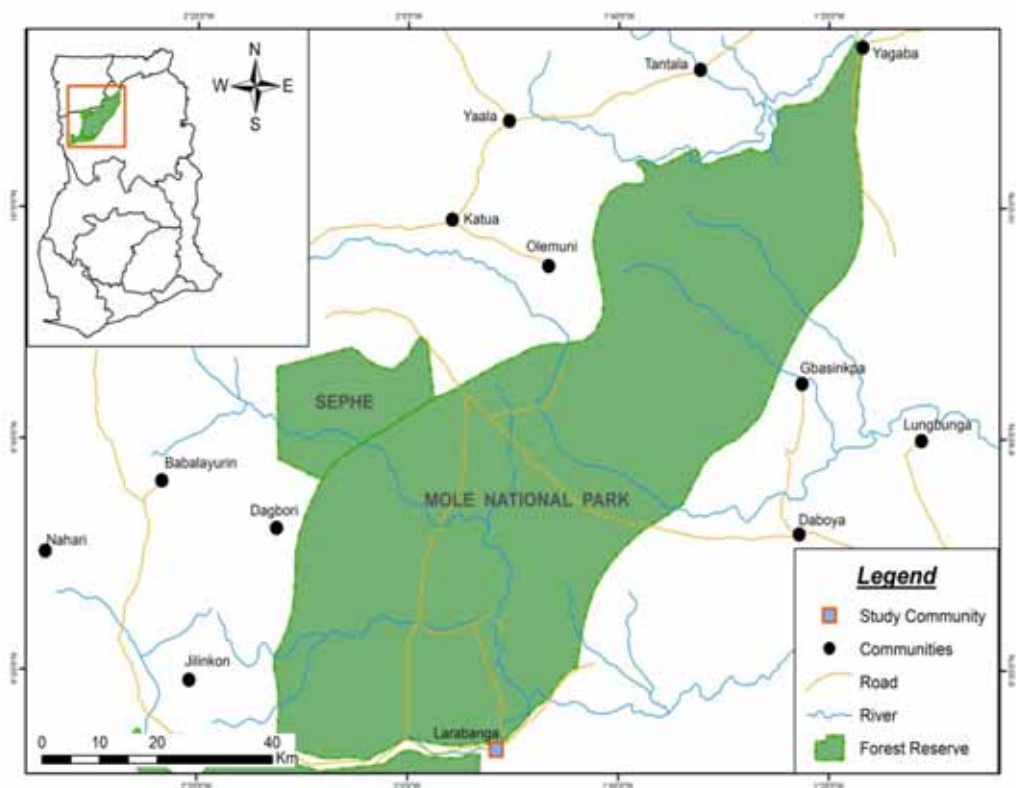 N
W E
S
Yagaba
Tantala
Yaala
Katua
Olemuni
Gbasinkpa
SEPHE
Lungbunga
Babalayurin
MOLE NATIONAL PARK
Dagbori
Daboya
Nahari
Jilinkon
Larabanga
0 10 20 40
Km
Legend
Study Community
Communities
Road
River
Forest Reserve